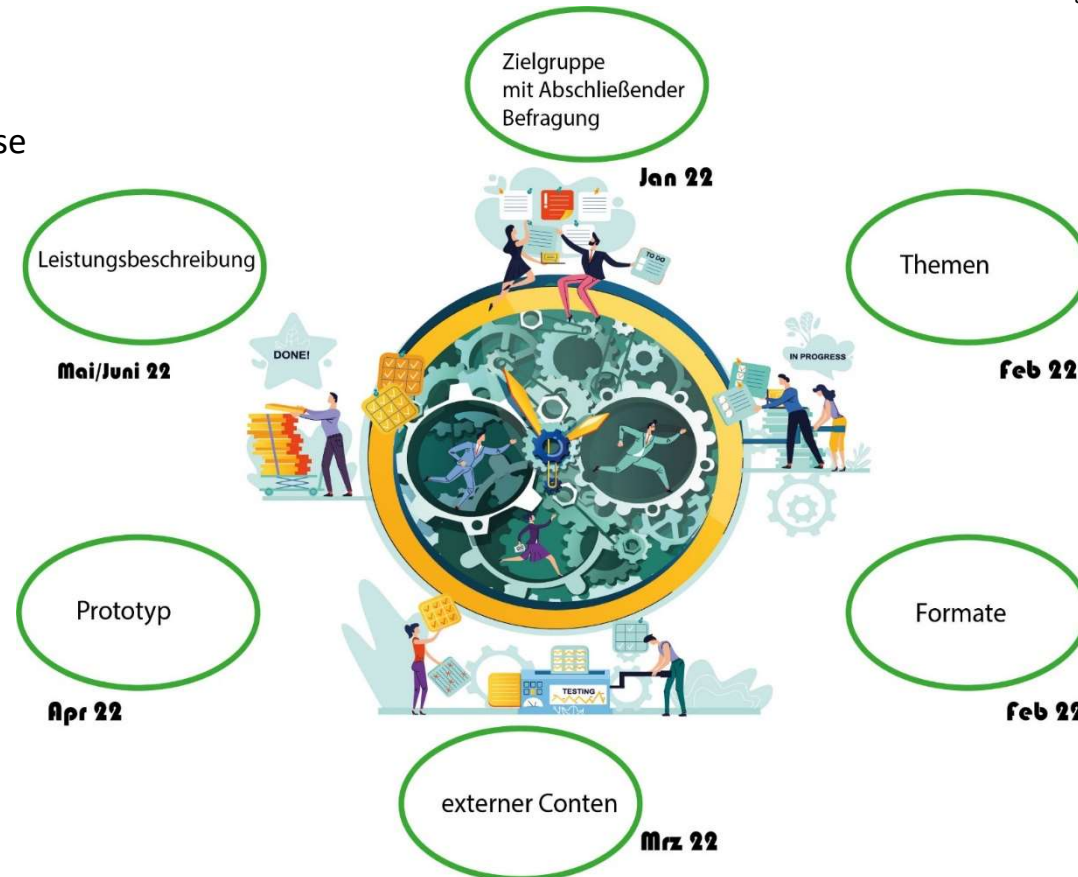 Zielgruppe
mit Abschließender
Befragung
Jan 22
se
Leistungsbeschreibung
Mai/Juni 22
Themen
Feb 22
TO DO
DONE!
IN PROGRESS
Prototyp
Apr 22
Formate
Feb 22
TESTING
externer Conten
Mrz 22